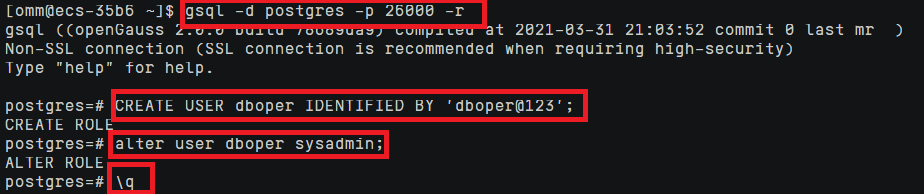 [omm@ecs-35b6 ~]$ gsql -d postgres -p 26000 -r
gsql ((openGauss 2.0.0 build 78689da9) compiled at 2021-03-31 21:03:52 commit 0 last mr  )
Non-SSL connection (SSL connection is recommended when requiring high-security)
Type "help" for help.
postgres=# CREATE USER dboper IDENTIFIED BY 'dboper@123';
CREATE ROLE
postgres=# alter user dboper sysadmin;
ALTER ROLE
postgres=# \q